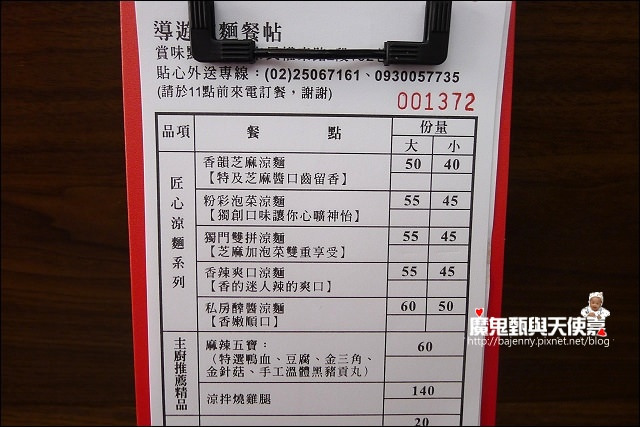 導遊 麵餐帖
賞味
貼心外送專線：(02)25067161、0930057735
(請於11點前來電訂餐，謝謝)
001372
品項 餐 點 份量
大 小
匠心涼麵系列
香韻芝麻涼麵 50 40
【特及芝麻醬口齒留香】
粉彩泡菜涼麵 55 45
【獨創口味讓你心曠神怡】
獨門雙拼涼麵 55 45
【芝麻加泡菜雙重享受】
香辣爽口涼麵 55 45
【香的迷人辣的爽口】
私房醡醬涼麵 60 50
【香嫩順口】
主廚推薦精品
麻辣五寶： 60
(特選鴨血、豆腐、金三角、
金針菇、手工溫體黑豬貢丸)
涼拌燒雞腿 140
20
魔鬼甄與天使嘉
http://bajenny.pixnet.net/blog